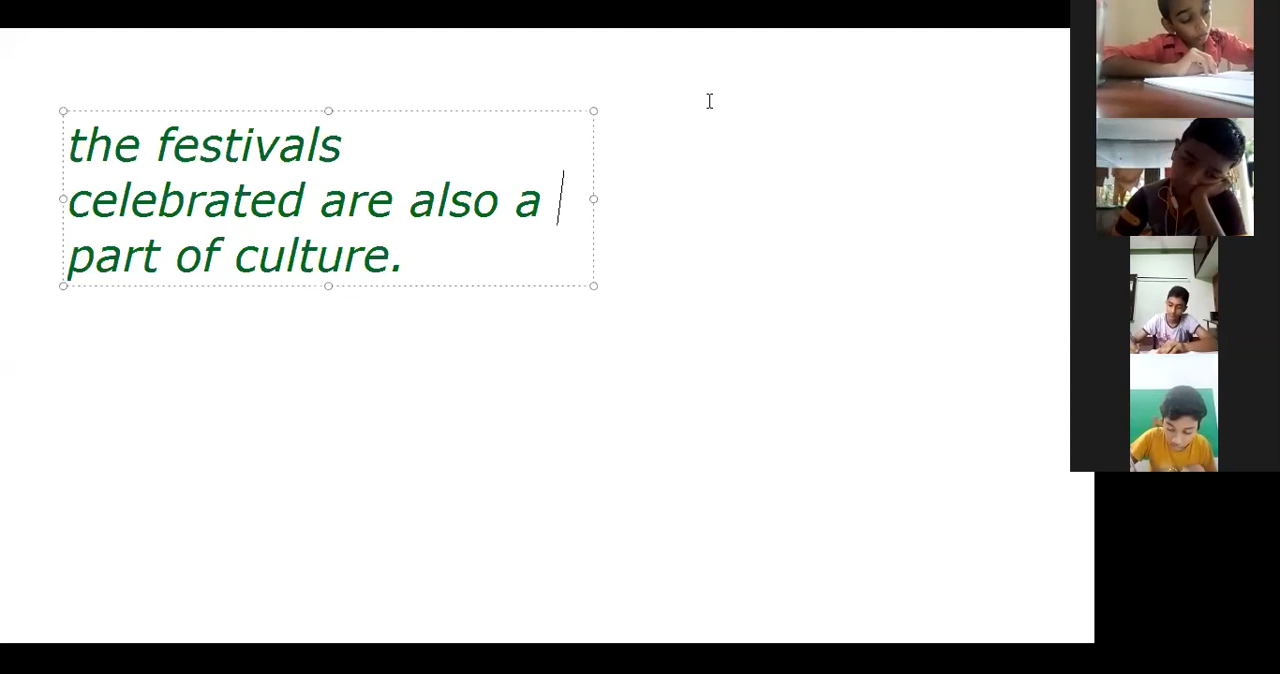 the festivals
celebrated are also a
part of culture.